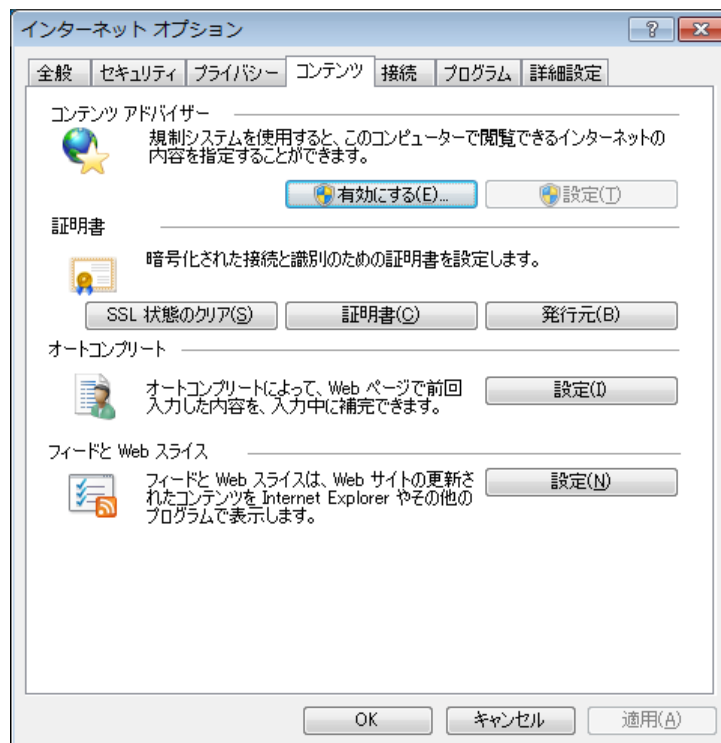 インターネット オプション
全般 セキュリティ プライバシー コンテンツ 接続 プログラム 詳細設定
コンテンツ アドバイザー
規制システムを使用すると、このコンピューターで閲覧できるインターネットの
内容を指定することができます。
有効にする(E)... 設定(T)
証明書
暗号化された接続と識別のための証明書を設定します。
SSL 状態のクリア(S) 証明書(C) 発行元(B)
オートコンプリート
オートコンプリートによって、Web ページで前回
入力した内容を、入力中に補完できます。
設定(I)
フィードと Web スライス
フィードと Web スライスは、Web サイトの更新さ
れたコンテンツを Internet Explorer やその他の
プログラムで表示します。
設定(N)
OK キャンセル 適用(A)